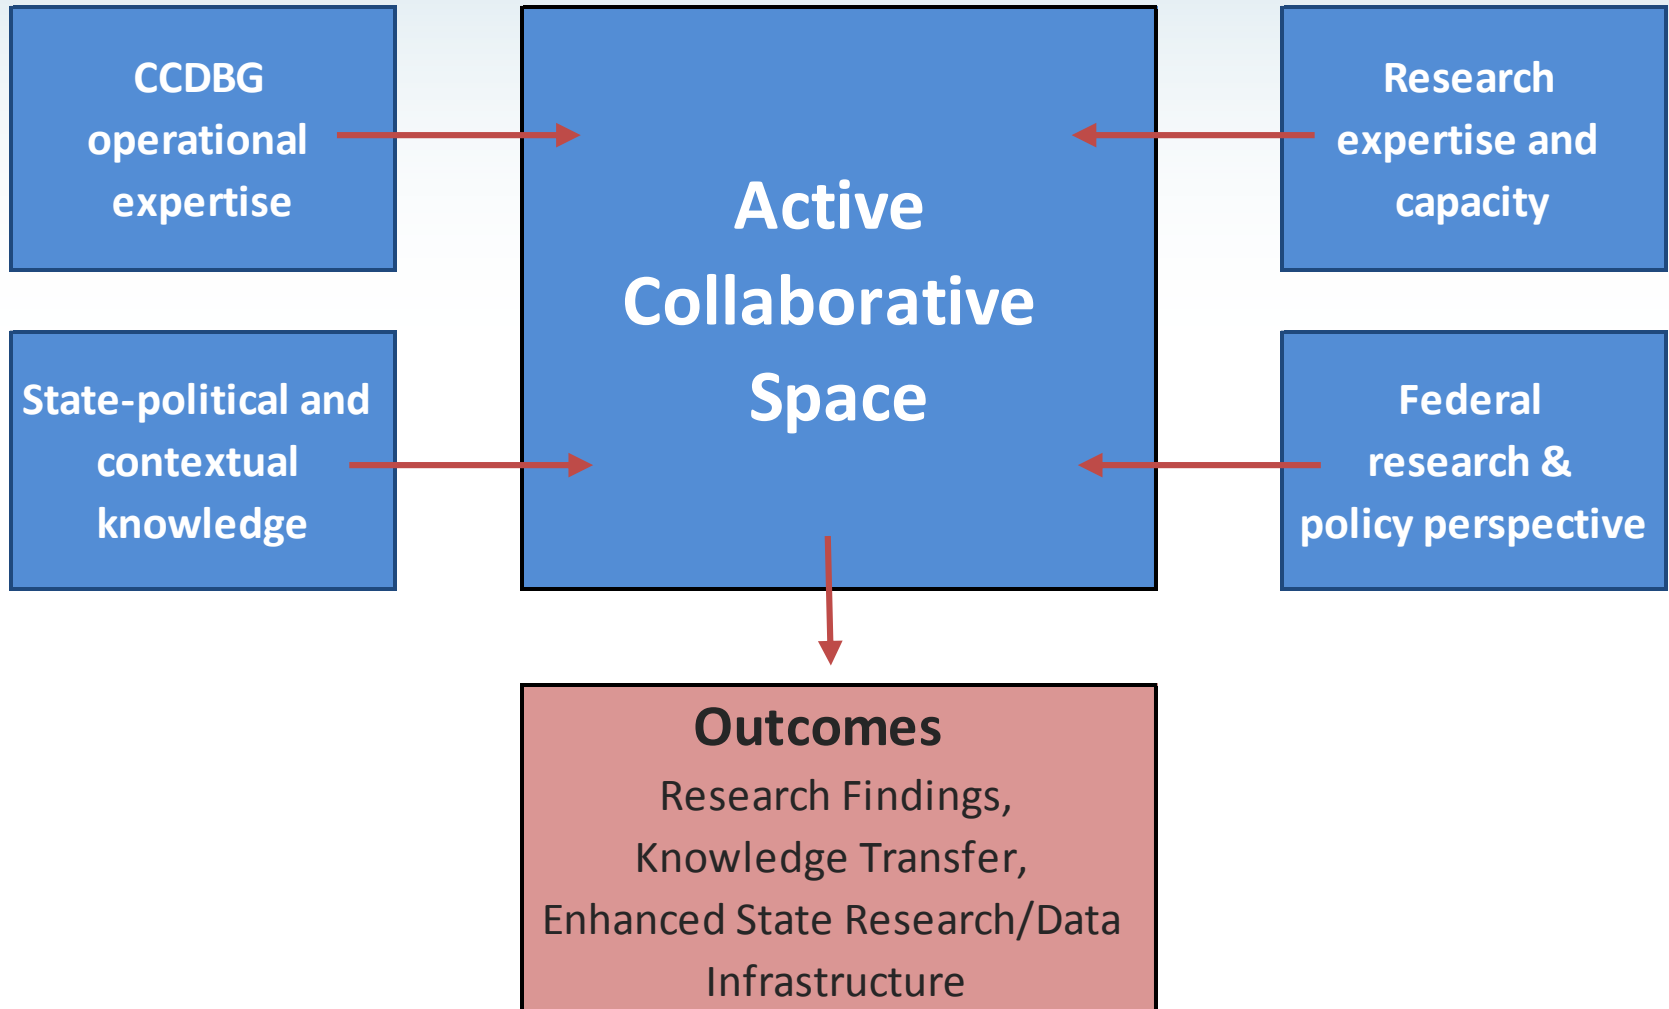 CCDBG
operational
expertise
State-political and
contextual
knowledge
Active
Collaborative
Space
Research
expertise and
capacity
Federal
research &
policy perspective
Outcomes
Research Findings,
Knowledge Transfer,
Enhanced State Research/Data
Infrastructure